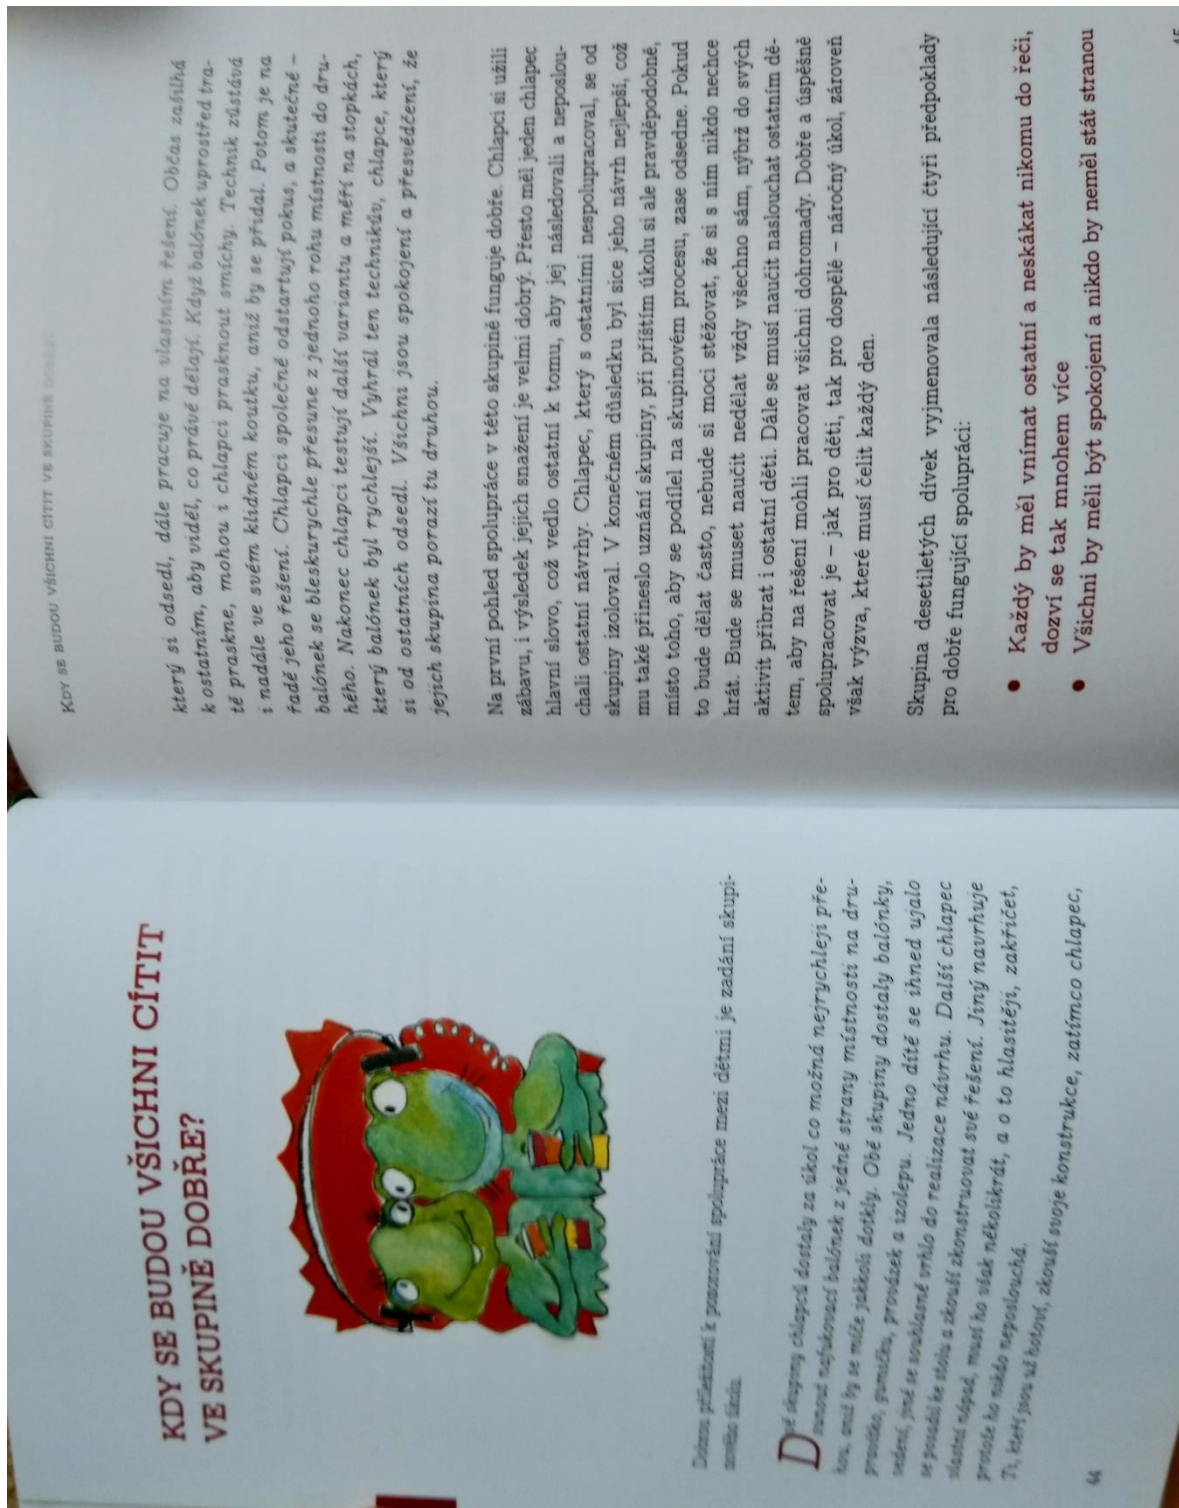 KDY SE BUDOU VŠICHNI CÍTIT
VE SKUPINĚ DOBŘE?
Dobrou příležitostí k pozorování spolupráce mezi dětmi je zadání skupi-
nového úkolu.
Dvě skupiny chlapců dostaly za úkol co možná nejrychleji pře-
sunout nafukovací balónek z jedné strany místnosti na dru-
hou, aniž by se míče jakkoli dotkly. Obě skupiny dostaly balónky,
pravítko, gumičku, provázek a izolepu. Jedno dítě se ihned ujalo
vedení, jiné se souhlasně vrhlo do realizace návrhu. Další chlapec
se posadil ke stolu a zkouší zkonstruovat své řešení. Jiný navrhuje
vlastní nápad, musí ho však několikrát, a o to hlasitěji, zakřičet,
protože ho nikdo neposlouchá.
Ti, kteří jsou už hotoví, zkouší svoje konstrukce, zatímco chlapec,
44
KDY SE BUDOU VŠICHNI CÍTIT VE SKUPINĚ DOBŘE?
který si odsedl, dále pracuje na vlastním řešení. Občas zašilhá
k ostatním, aby viděl, co právě dělají. Když balónek uprostřed tra-
tě praskne, mohou i chlapci prasknout smíchy. Technik zůstává
i nadále ve svém klidném koutku, aniž by se přidal. Potom je na
řadě jeho řešení. Chlapci společně odstartují pokus, a skutečně –
balónek se bleskurychle přesune z jednoho rohu místnosti do dru-
hého. Nakonec chlapci testují další variantu a měří na stopkách,
který balónek byl rychlejší. Vyhrál ten technikův, chlapce, který
si od ostatních odsedl. Všichni jsou spokojení a přesvědčení, že
jejich skupina porazí tu druhou.
Na první pohled spolupráce v této skupině funguje dobře. Chlapci si užili
zábavu, i výsledek jejich snažení je velmi dobrý. Přesto měl jeden chlapec
hlavní slovo, což vedlo ostatní k tomu, aby jej následovali a neposlou-
chali ostatní návrhy. Chlapec, který s ostatními nespolupracoval, se od
skupiny izoloval. V konečném důsledku byl sice jeho návrh nejlepší, což
mu také přineslo uznání skupiny, při příštím úkolu si ale pravděpodobně,
místo toho, aby se podílel na skupinovém procesu, zase odsedne. Pokud
to bude dělat často, nebude si moci stěžovat, že si s ním nikdo nechce
hrát. Bude se muset naučit nedělat vždy všechno sám, nýbrž do svých
aktivit přibrat i ostatní děti. Dále se musí naučit naslouchat ostatním dě-
tem, aby na řešení mohli pracovat všichni dohromady. Dobře a úspěšně
spolupracovat je – jak pro děti, tak pro dospělé – náročný úkol, zároveň
však výzva, které musí čelit každý den.
Skupina desetiletých dívek vyjmenovala následující čtyři předpoklady
pro dobře fungující spolupráci:
• Každý by měl vnímat ostatní a neskákat nikomu do řeči,
dozví se tak mnohem více
• Všichni by měli být spokojení a nikdo by neměl stát stranou